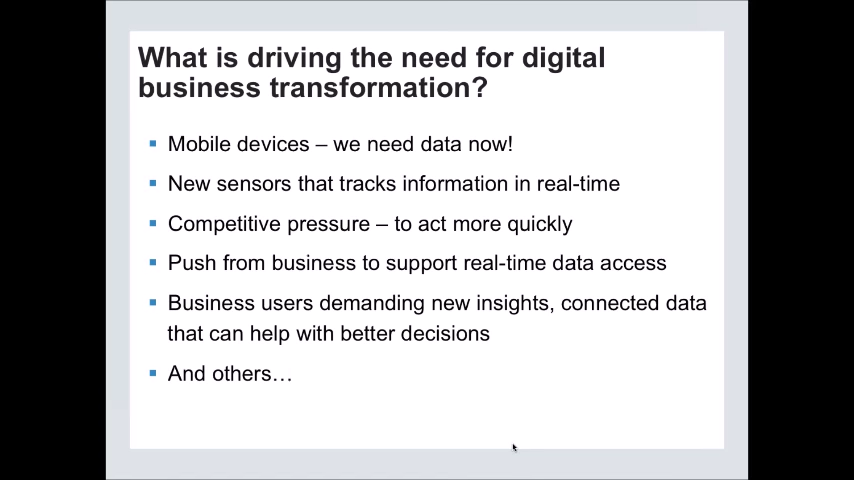 What is driving the need for digital
business transformation?
▪ Mobile devices – we need data now!
▪ New sensors that tracks information in real-time
▪ Competitive pressure – to act more quickly
▪ Push from business to support real-time data access
▪ Business users demanding new insights, connected data
that can help with better decisions
▪ And others…